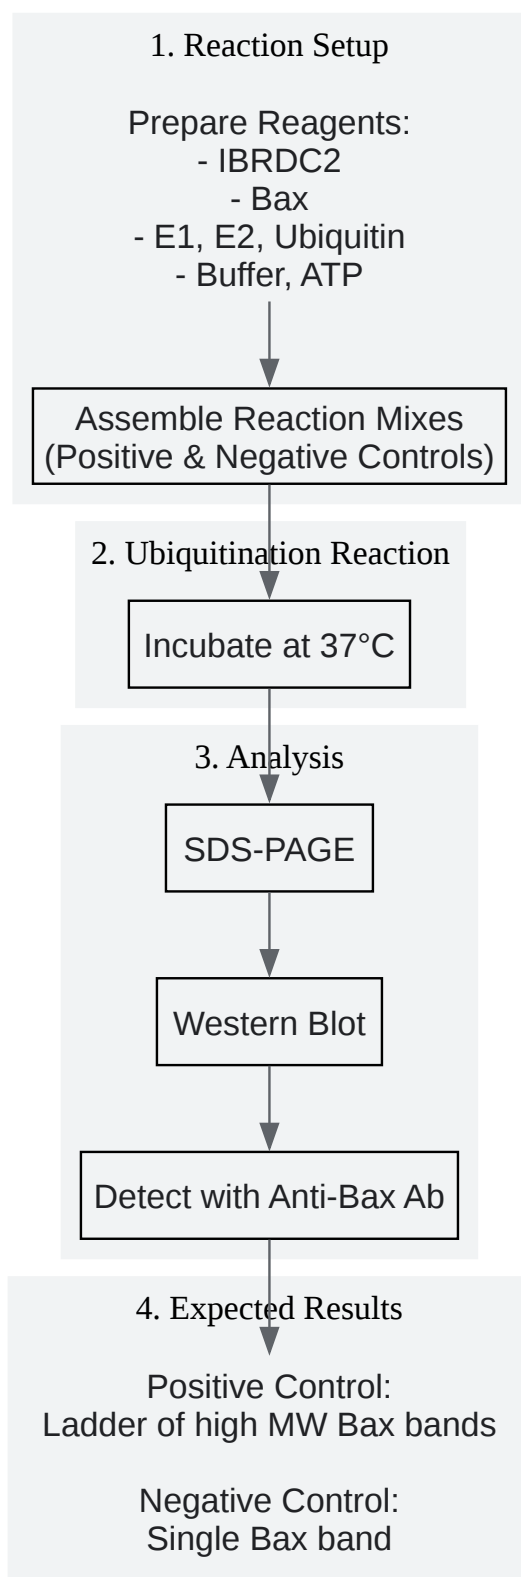 1. Reaction Setup
Prepare Reagents:
- IBRDC2
- Bax
- E1, E2, Ubiquitin
- Buffer, ATP
Assemble Reaction Mixes
(Positive & Negative Controls)
2. Ubiquitination Reaction
Incubate at 37°C
3. Analysis
SDS-PAGE
Western Blot
Detect with Anti-Bax Ab
4. Expected Results
Positive Control:
Ladder of high MW Bax bands
Negative Control:
Single Bax band